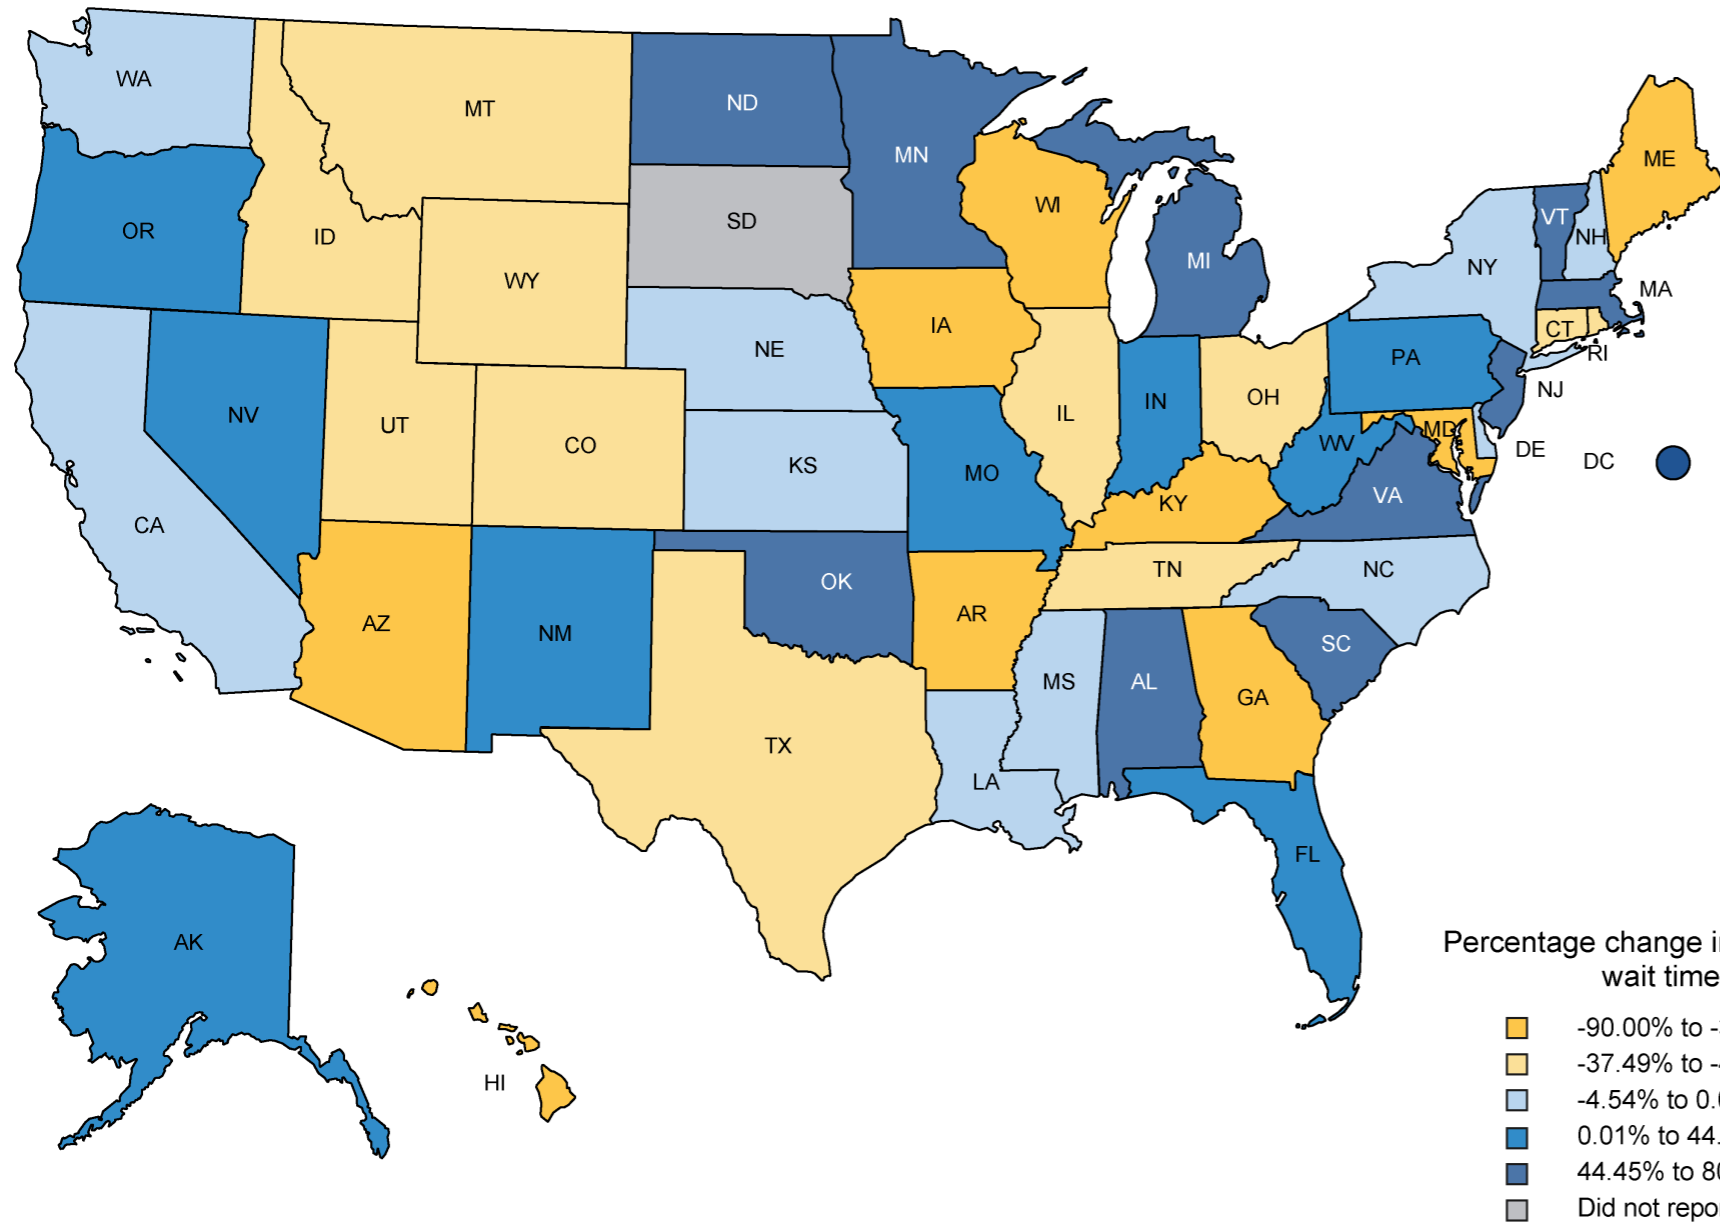 WA
MT
ND
MN
ME
OR
ID
SD
WI
VT
NH
WY
MI
NY
MA
IA
NE
CT
RI
PA
NJ
NV
UT
CO
IL
IN
OH
MD
DE
DC
KS
MO
WV
KY
VA
CA
OK
TN
NC
AZ
NM
AR
SC
MS
AL
GA
TX
LA
FL
AK
HI
Percentage change i
wait time
-90.00% to -
-37.49% to -
-4.54% to 0.
0.01% to 44.
44.45% to 80
Did not repo